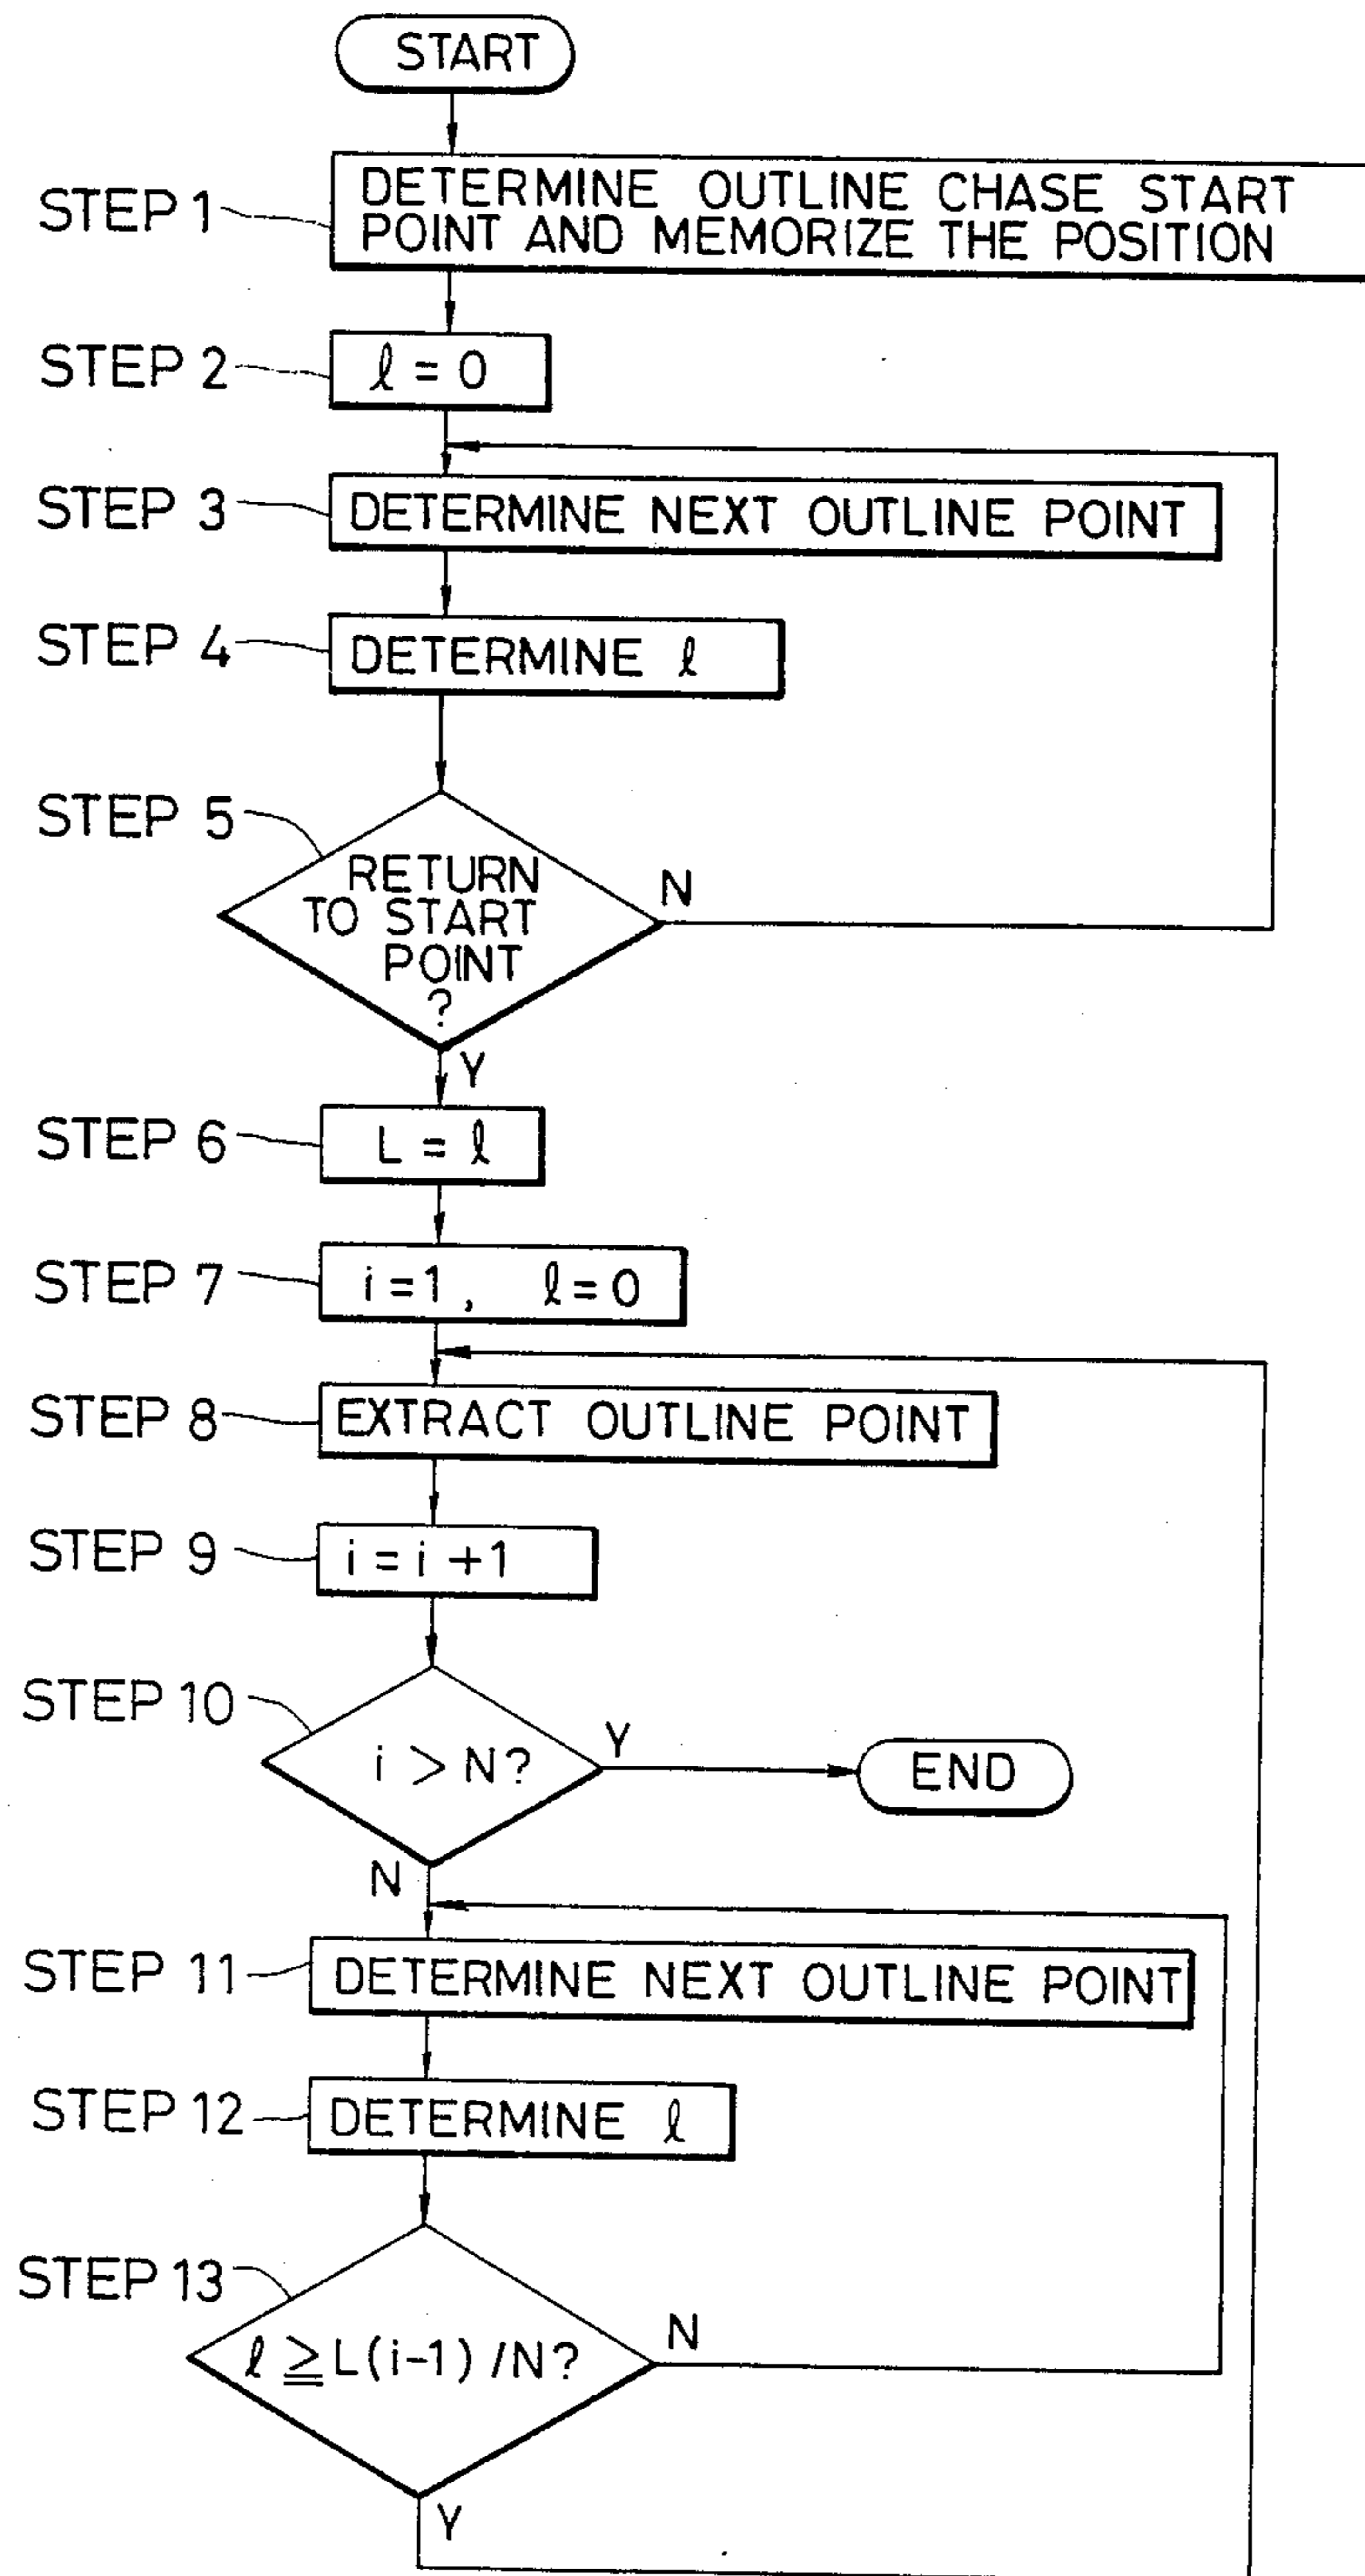 START
STEP 1
DETERMINE OUTLINE CHASE START
POINT AND MEMORIZE THE POSITION
STEP 2
ℓ = 0
STEP 3
DETERMINE NEXT OUTLINE POINT
STEP 4
DETERMINE ℓ
STEP 5
RETURN
TO START
POINT
?
N
Y
STEP 6
L = ℓ
STEP 7
i = 1, ℓ = 0
STEP 8
EXTRACT OUTLINE POINT
STEP 9
i = i + 1
STEP 10
i > N?
Y
END
N
STEP 11
DETERMINE NEXT OUTLINE POINT
STEP 12
DETERMINE ℓ
STEP 13
ℓ ≧ L(i-1)/N?
N
Y